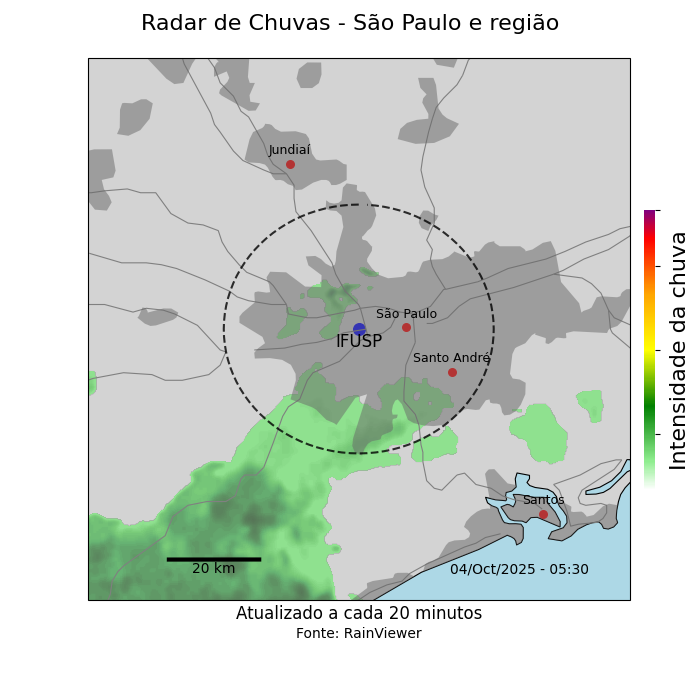 Radar de Chuvas - São Paulo e região
Jundiaí
São Paulo
IFUSP
Santo André
Santos
20 km
04/Oct/2025 - 05:30
Intensidade da chuva
Atualizado a cada 20 minutos
Fonte: RainViewer